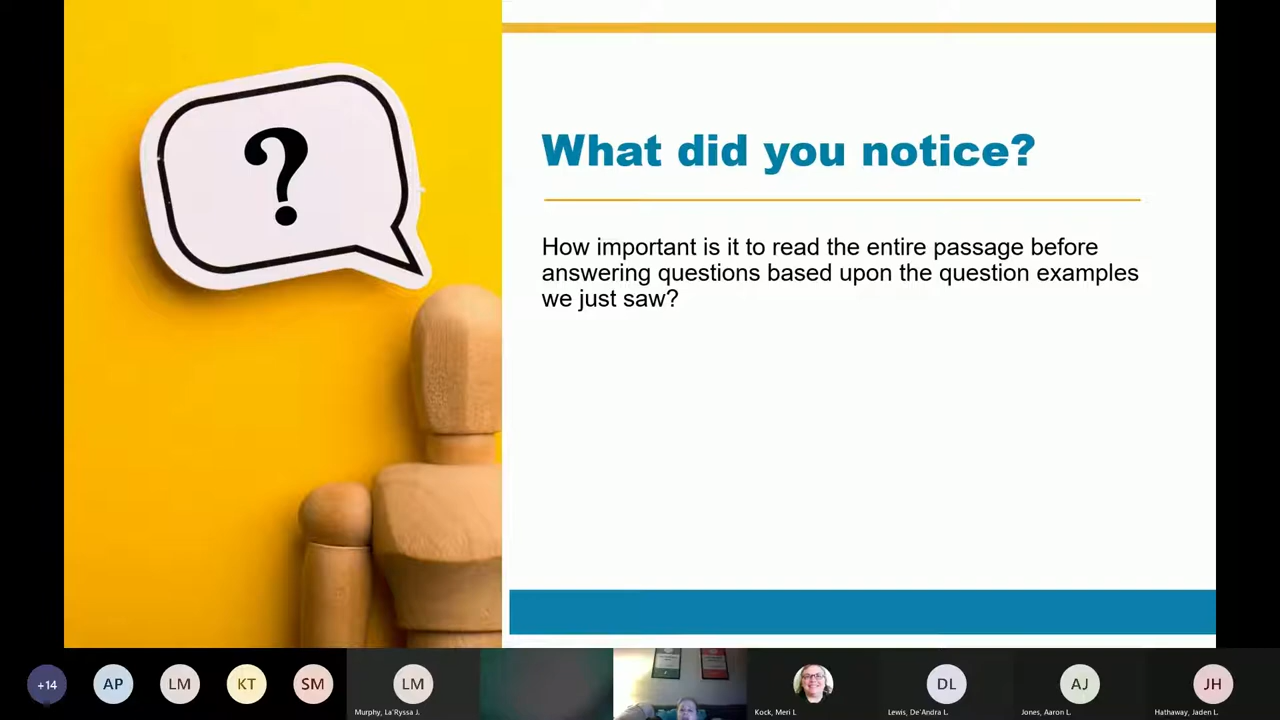 ?
What did you notice?
How important is it to read the entire passage before
answering questions based upon the question examples
we just saw?
+14
AP
LM
KT
SM
LM
Murphy, La'Ryssa J.
Kock, Meri L
DL
Lewis, De'Andra L.
AJ
Jones, Aaron L.
JH
Hathaway, Jaden L.